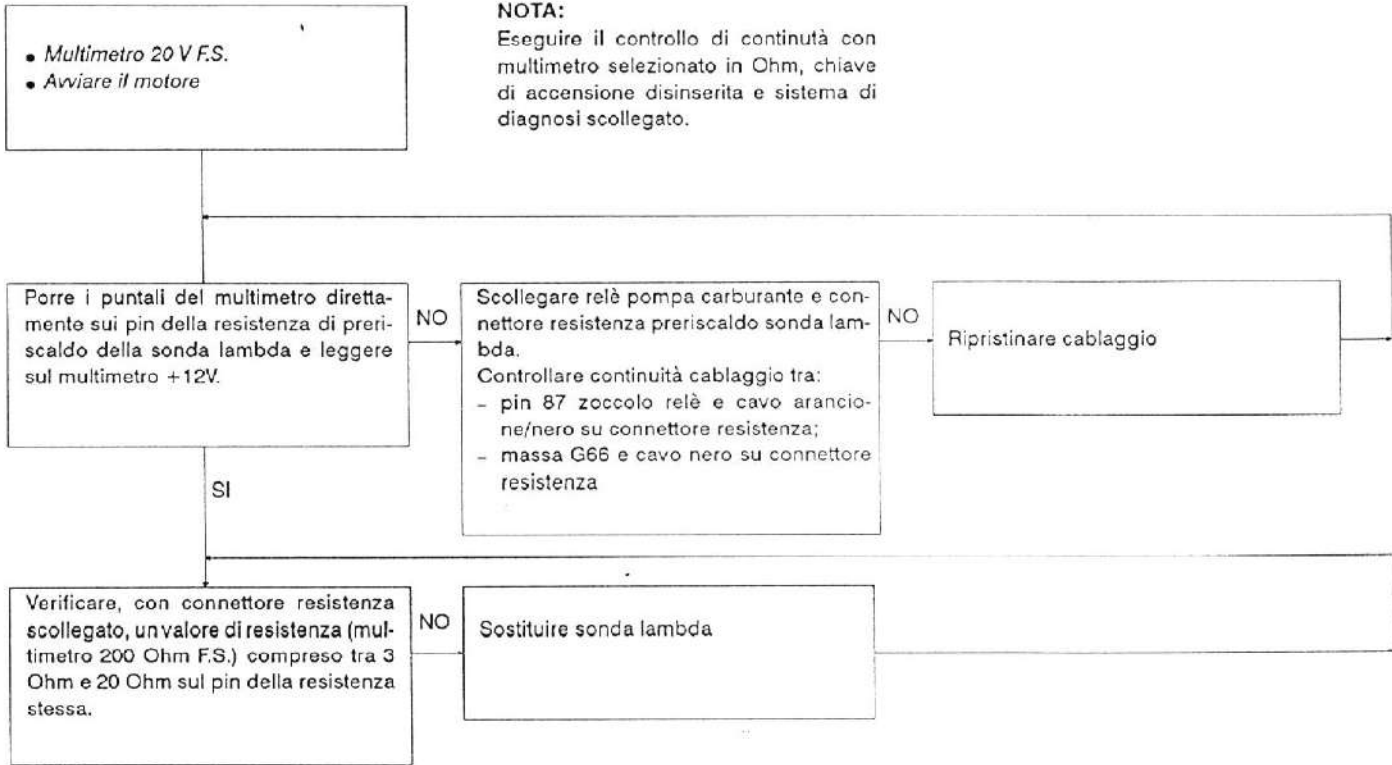 • Multimetro 20 V F.S.
• Avviare il motore
NOTA:
Eseguire il controllo di continutà con
multimetro selezionato in Ohm, chiave
di accensione disinserita e sistema di
diagnosi scollegato.
Porre i puntali del multimetro diretta-
mente sui pin della resistenza di preri-
scaldo della sonda lambda e leggere
sul multimetro +12V.
NO
Scollegare relè pompa carburante e con-
nettore resistenza preriscaldo sonda lam-
bda.
Controllare continuità cablaggio tra:
– pin 87 zoccolo relè e cavo arancio-
ne/nero su connettore resistenza;
– massa G66 e cavo nero su connettore
resistenza
NO
Ripristinare cablaggio
SI
Verificare, con connettore resistenza
scollegato, un valore di resistenza (mul-
timetro 200 Ohm F.S.) compreso tra 3
Ohm e 20 Ohm sul pin della resistenza
stessa.
NO
Sostituire sonda lambda